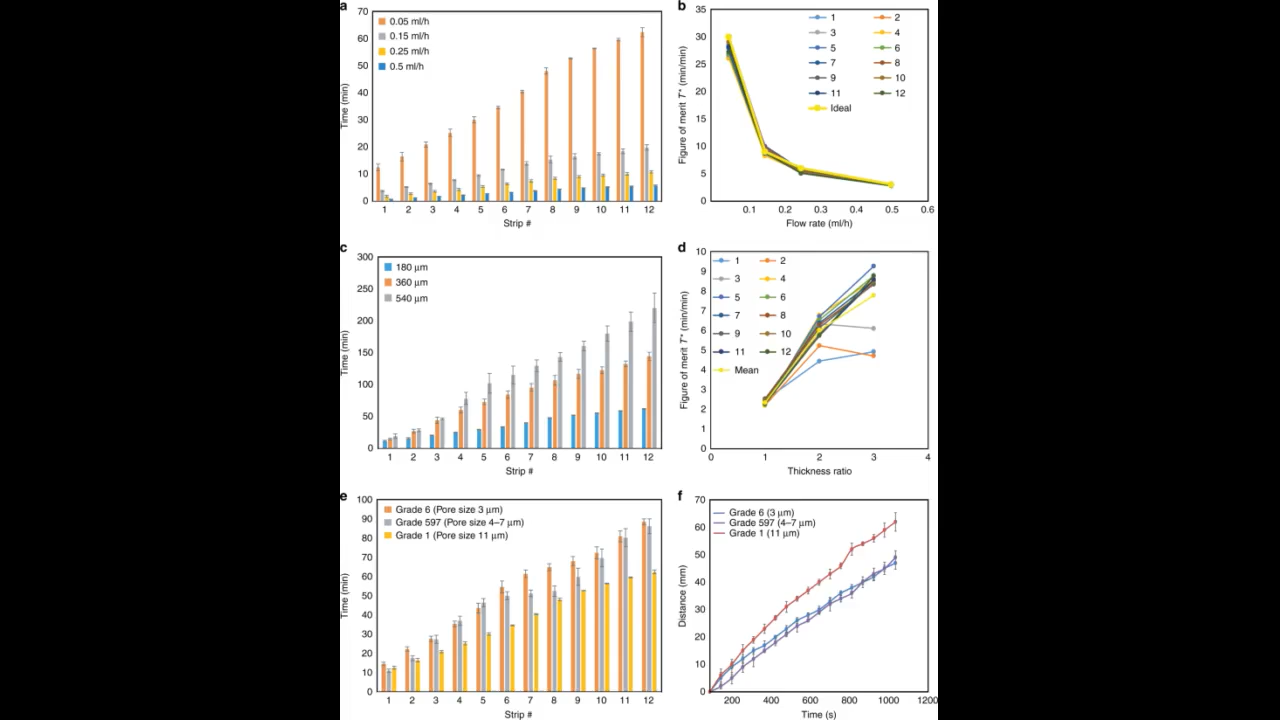 a
70
60
50
40
30
20
10
0
Time (min)
0.05 ml/h
0.15 ml/h
0.25 ml/h
0.5 ml/h
1 2 3 4 5 6 7 8 9 10 11 12
Strip #
b
35
30
25
20
15
10
5
0
Figure of merit T* (min/min)
1 2
3 4
5 6
7 8
9 10
11 12
Ideal
0.1 0.2 0.3 0.4 0.5 0.6
Flow rate (ml/h)
c
300
250
200
150
100
50
0
Time (min)
180 μm
360 μm
540 μm
1 2 3 4 5 6 7 8 9 10 11 12
Strip #
d
10
9
8
7
6
5
4
3
2
1
0
Figure of merit T* (min/min)
1 2
3 4
5 6
7 8
9 10
11 12
Mean
0 1 2 3 4
Thickness ratio
e
100
90
80
70
60
50
40
30
20
10
0
Time (min)
Grade 6 (Pore size 3 μm)
Grade 597 (Pore size 4–7 μm)
Grade 1 (Pore size 11 μm)
1 2 3 4 5 6 7 8 9 10 11 12
Strip #
f
70
60
50
40
30
20
10
0
Distance (mm)
Grade 6 (3 μm)
Grade 597 (4–7 μm)
Grade 1 (11 μm)
200 400 600 800 1000 1200
Time (s)